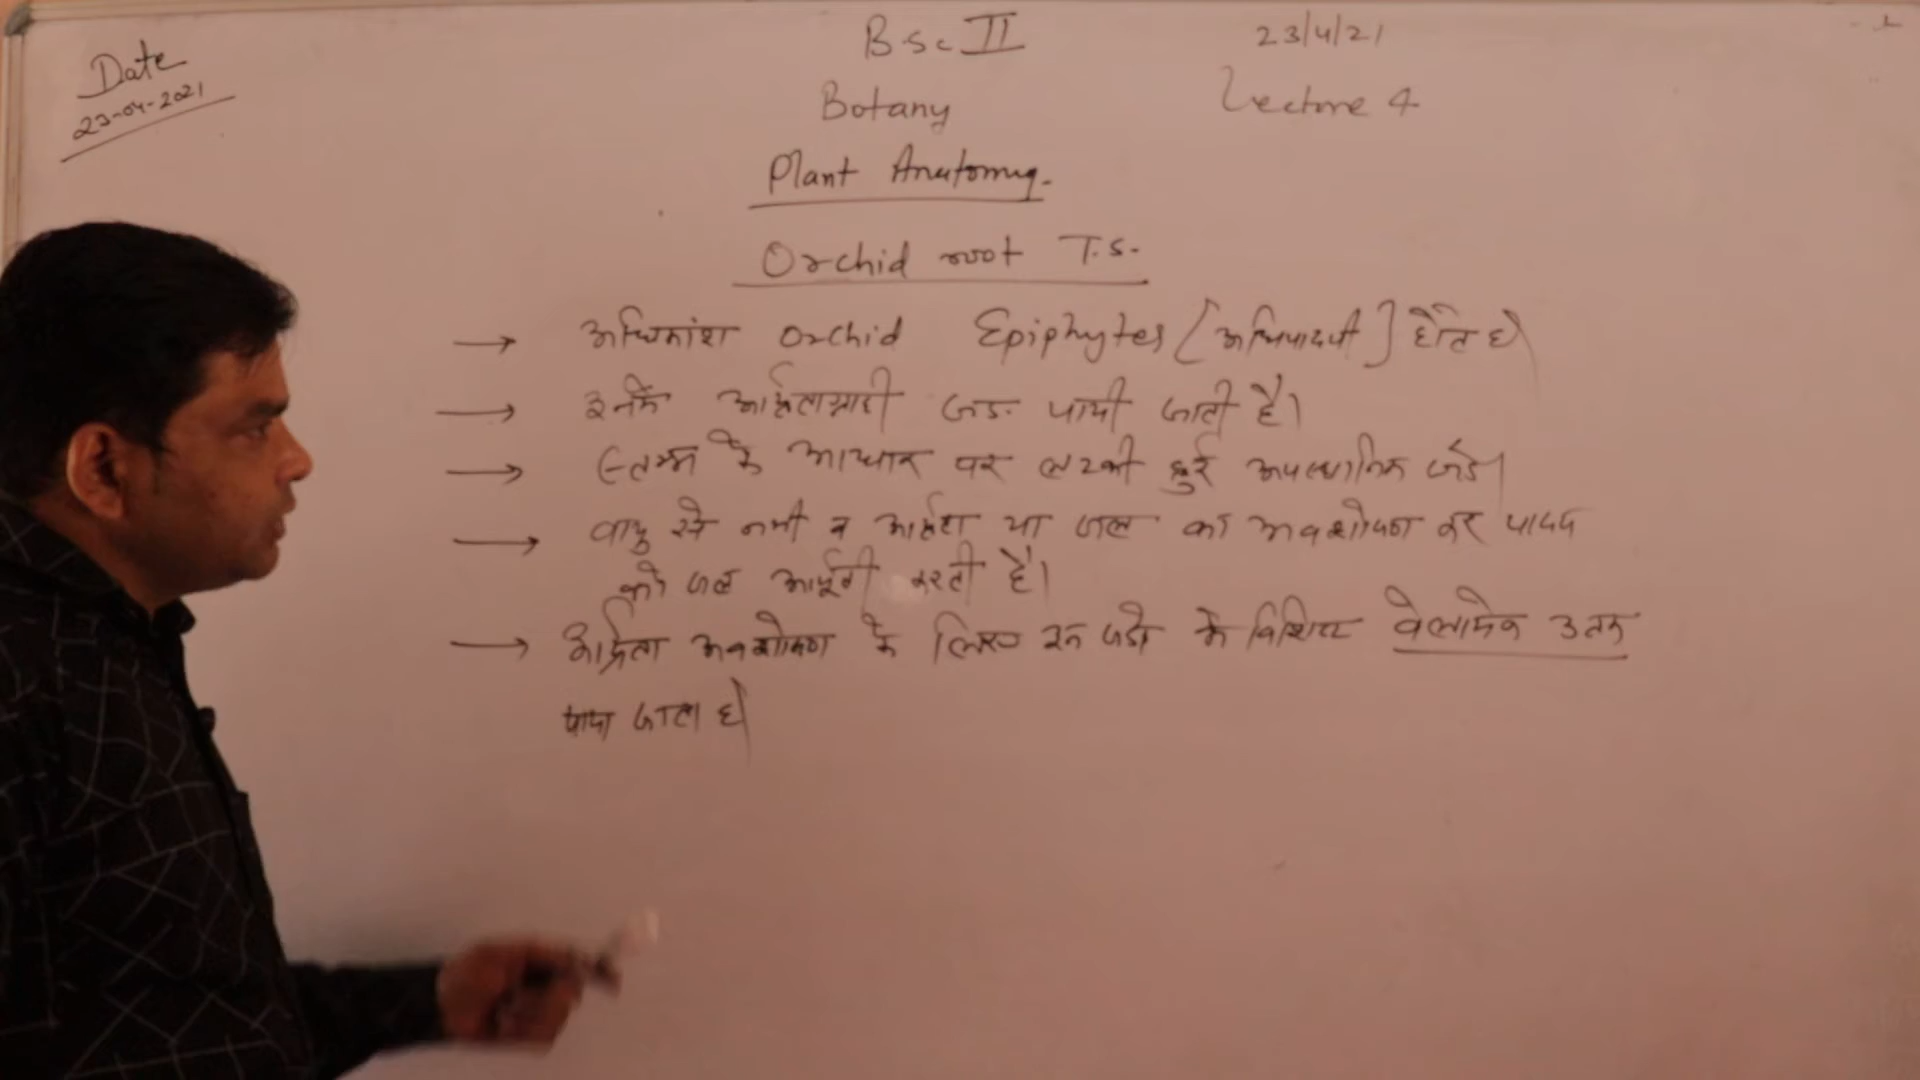 Date
23-04-2021
B.Sc II
23/4/21
Botany
Lecture 4
Plant Anatomy.
Orchid root T.S.
→ अधिकांश Orchid Epiphytes [अधिपादपी] होते है।
→ इनमे आर्द्रताग्राही जड पायी जाती है।
→ स्तम्भ के आधार पर लटकी हुई अपस्थानिक जडे।
→ वायु से नमी व आर्द्रता या जल का अवशोषण कर पादप
को जल आपूर्ती करती है।
→ आर्द्रता अवशोषण के लिए इन जडो मे विशिष्ट वेलामेन उतक
पाया जाता है।